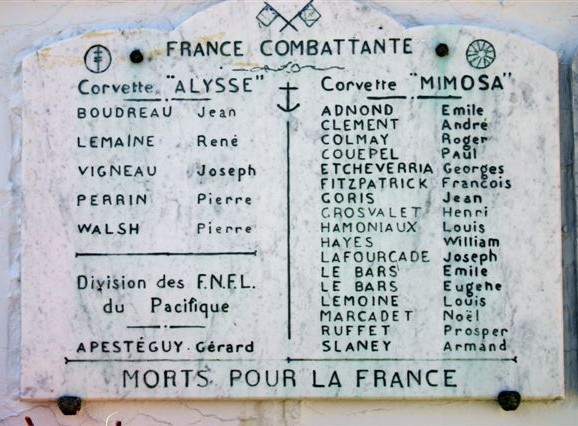 FRANCE COMBATTANTE
Corvette "ALYSSE"
BOUDREAU Jean
LEMAINE René
VIGNEAU Joseph
PERRIN Pierre
WALSH Pierre
Division des F.N.F.L.
du Pacifique
APESTÉGUY. Gérard
Corvette "MIMOSA"
ADNOND Emile
CLEMENT André
COLMAY Roger
COUEPEL Paul
ETCHEVERRIA Georges
FITZPATRICK Francois
GORIS Jean
GROSVALET Henri
HAMONIAUX Louis
HAYES William
LAFOURCADE Joseph
LE BARS Emile
LE BARS Eugene
LEMOINE Louis
MARCADET Noël
RUFFET Prosper
SLANEY Armand
MORTS POUR LA FRANCE